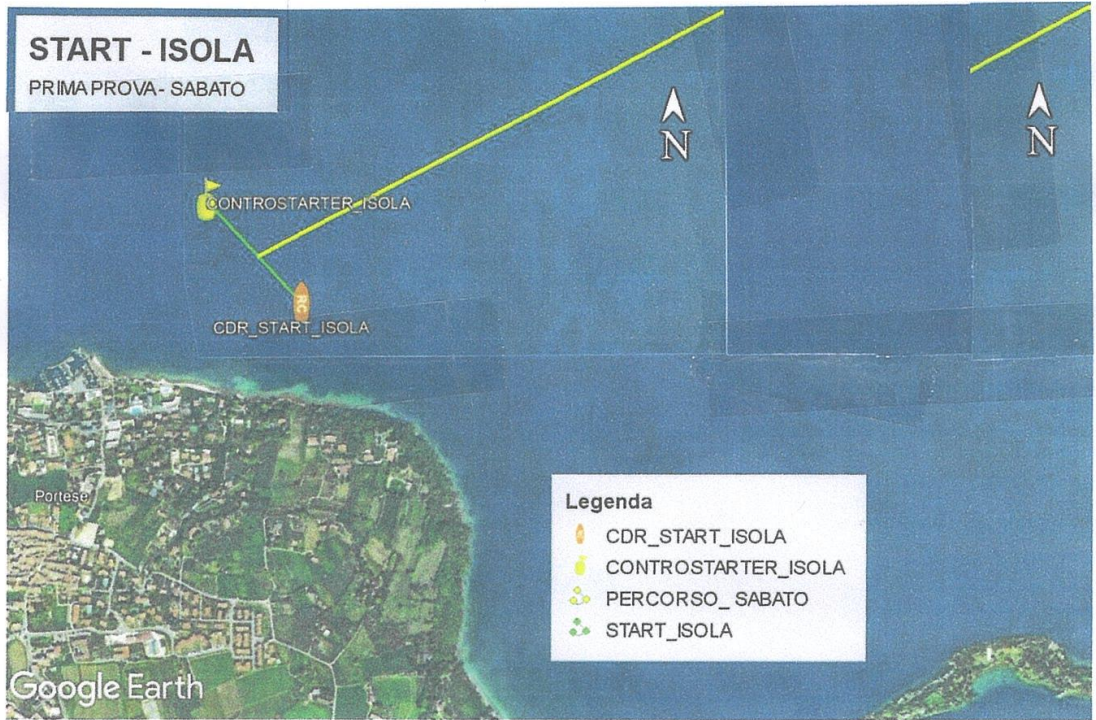 START - ISOLA
PRIMA PROVA - SABATO
N
N
CONTROSTARTER_ISOLA
RC
CDR_START_ISOLA
Portese
Legenda
CDR_START_ISOLA
CONTROSTARTER_ISOLA
PERCORSO_ SABATO
START_ISOLA
Google Earth